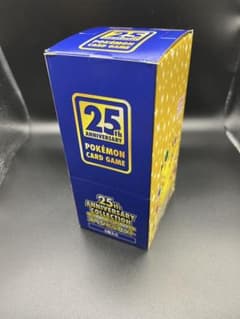 25th
ANNIVERSARY
POKÉMON
CARD GAME
25TH
ANNIVERSARY
COLLECTION